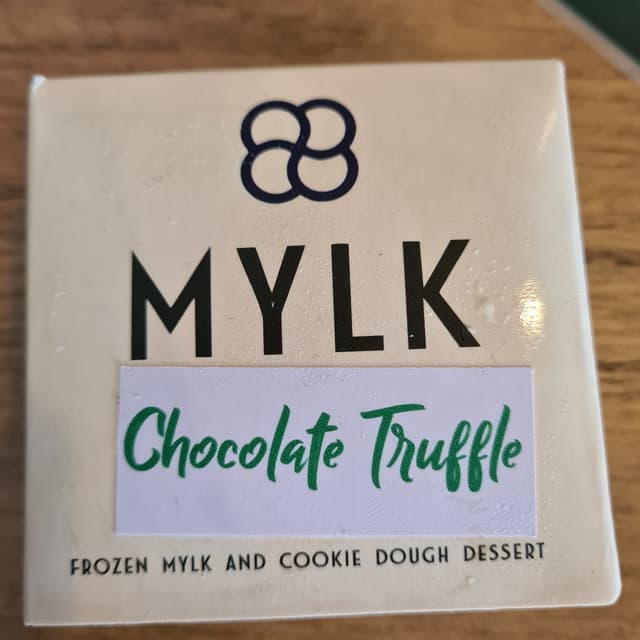 MYLK
Chocolate Truffle
FROZEN MYLK AND COOKIE DOUGH DESSERT